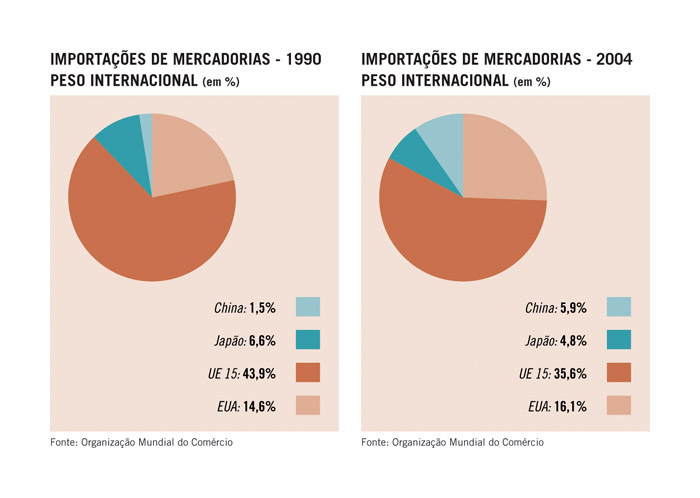 IMPORTAÇÕES DE MERCADORIAS - 1990
PESO INTERNACIONAL (em %)
China: 1,5%
Japão: 6,6%
UE 15: 43,9%
EUA: 14,6%
Fonte: Organização Mundial do Comércio
IMPORTAÇÕES DE MERCADORIAS - 2004
PESO INTERNACIONAL (em %)
China: 5,9%
Japão: 4,8%
UE 15: 35,6%
EUA: 16,1%
Fonte: Organização Mundial do Comércio